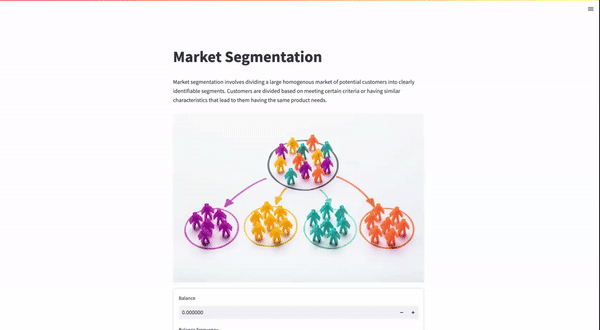 Market Segmentation
Market segmentation involves dividing a large homogenous market of potential customers into clearly
identifiable segments. Customers are divided based on meeting certain criteria or having similar
characteristics that lead to them having the same product needs.
Balance
0.000000
Balance Frequency